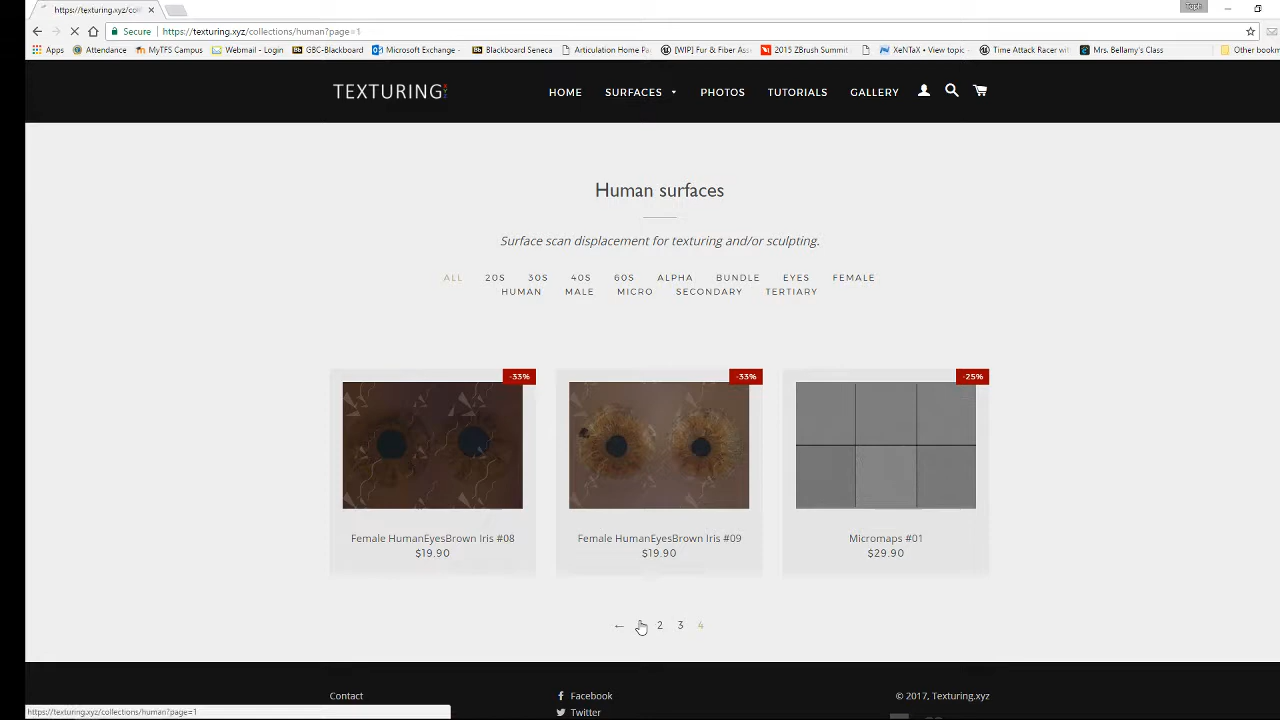 https://texturing.xyz/col
Togih
Secure
https://texturing.xyz/collections/human?page=1
Apps
Attendance
MyTFS Campus
Webmail - Login
GBC-Blackboard
Microsoft Exchange -
Blackboard Seneca
Articulation Home Pa
[WIP] Fur & Fiber Ass
2015 ZBrush Summit
XeNTaX • View topic
Time Attack Racer wi
Mrs. Bellamy's Class
Other bookm
TEXTURING
HOME
SURFACES
PHOTOS
TUTORIALS
GALLERY
Human surfaces
Surface scan displacement for texturing and/or sculpting.
ALL 20S 30S 40S 60S ALPHA BUNDLE EYES FEMALE
HUMAN MALE MICRO SECONDARY TERTIARY
-33%
-33%
-25%
Female HumanEyesBrown Iris #08
$19.90
Female HumanEyesBrown Iris #09
$19.90
Micromaps #01
$29.90
← 2 3 4
Contact
Facebook
Twitter
© 2017, Texturing.xyz
https://texturing.xyz/collections/human?page=1